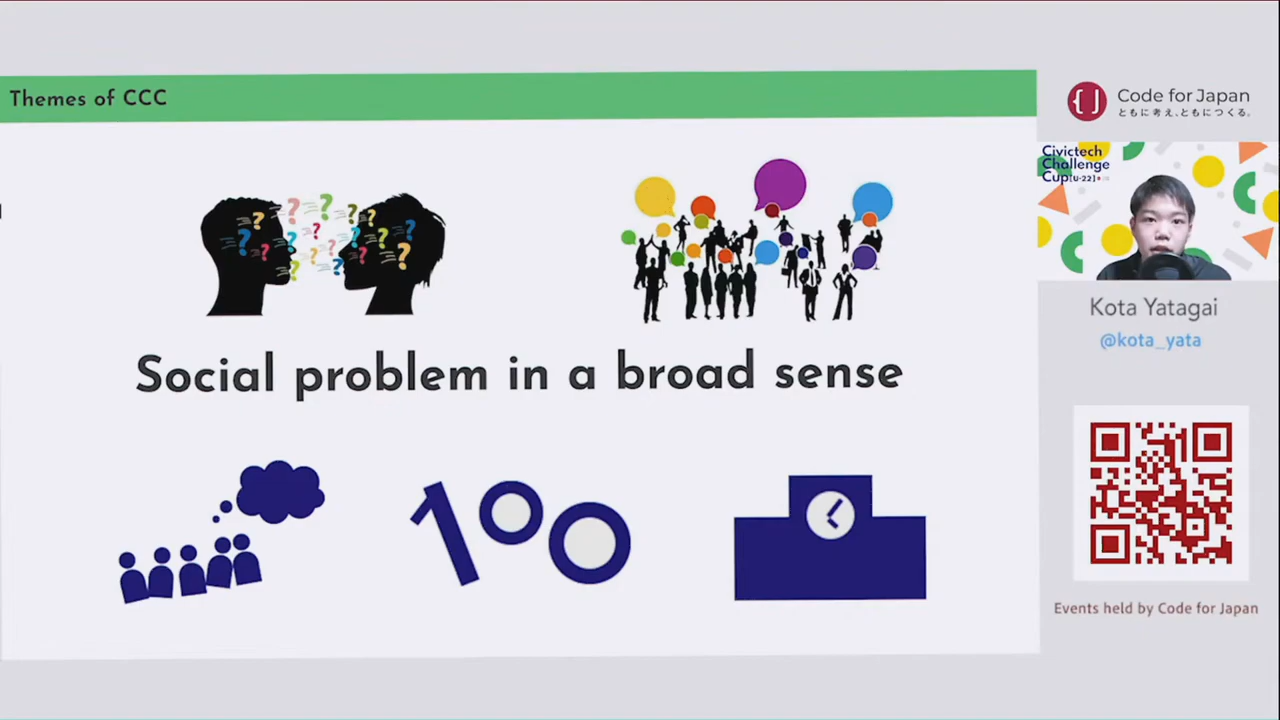 Themes of CCC
Social problem in a broad sense
100
Code for Japan
ともに考え、ともにつくる。
Civictech
Challenge
Cup[U-22]
Kota Yatagai
@kota_yata
Events held by Code for Japan